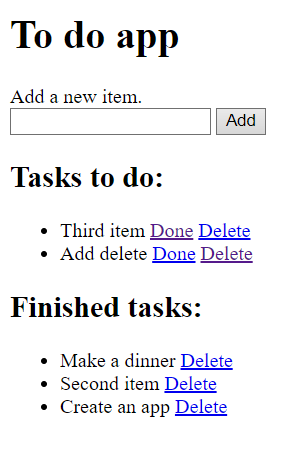 To do app
Add a new item.
Add
Tasks to do:
Third item Done Delete
Add delete Done Delete
Finished tasks:
Make a dinner Delete
Second item Delete
Create an app Delete